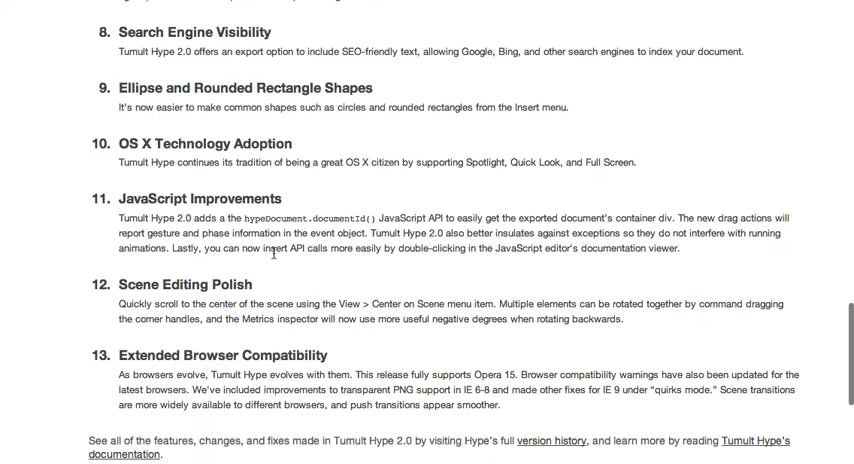 8. Search Engine Visibility
Tumult Hype 2.0 offers an export option to include SEO-friendly text, allowing Google, Bing, and other search engines to index your document.
9. Ellipse and Rounded Rectangle Shapes
It's now easier to make common shapes such as circles and rounded rectangles from the Insert menu.
10. OS X Technology Adoption
Tumult Hype continues its tradition of being a great OS X citizen by supporting Spotlight, Quick Look, and Full Screen.
11. JavaScript Improvements
Tumult Hype 2.0 adds a the hypeDocument.documentId() JavaScript API to easily get the exported document's container div. The new drag actions will
report gesture and phase information in the event object. Tumult Hype 2.0 also better insulates against exceptions so they do not interfere with running
animations. Lastly, you can now insert API calls more easily by double-clicking in the JavaScript editor's documentation viewer.
12. Scene Editing Polish
Quickly scroll to the center of the scene using the View > Center on Scene menu item. Multiple elements can be rotated together by command dragging
the corner handles, and the Metrics inspector will now use more useful negative degrees when rotating backwards.
13. Extended Browser Compatibility
As browsers evolve, Tumult Hype evolves with them. This release fully supports Opera 15. Browser compatibility warnings have also been updated for the
latest browsers. We've included improvements to transparent PNG support in IE 6-8 and made other fixes for IE 9 under “quirks mode.” Scene transitions
are more widely available to different browsers, and push transitions appear smoother.
See all of the features, changes, and fixes made in Tumult Hype 2.0 by visiting Hype's full version history, and learn more by reading Tumult Hype's
documentation.